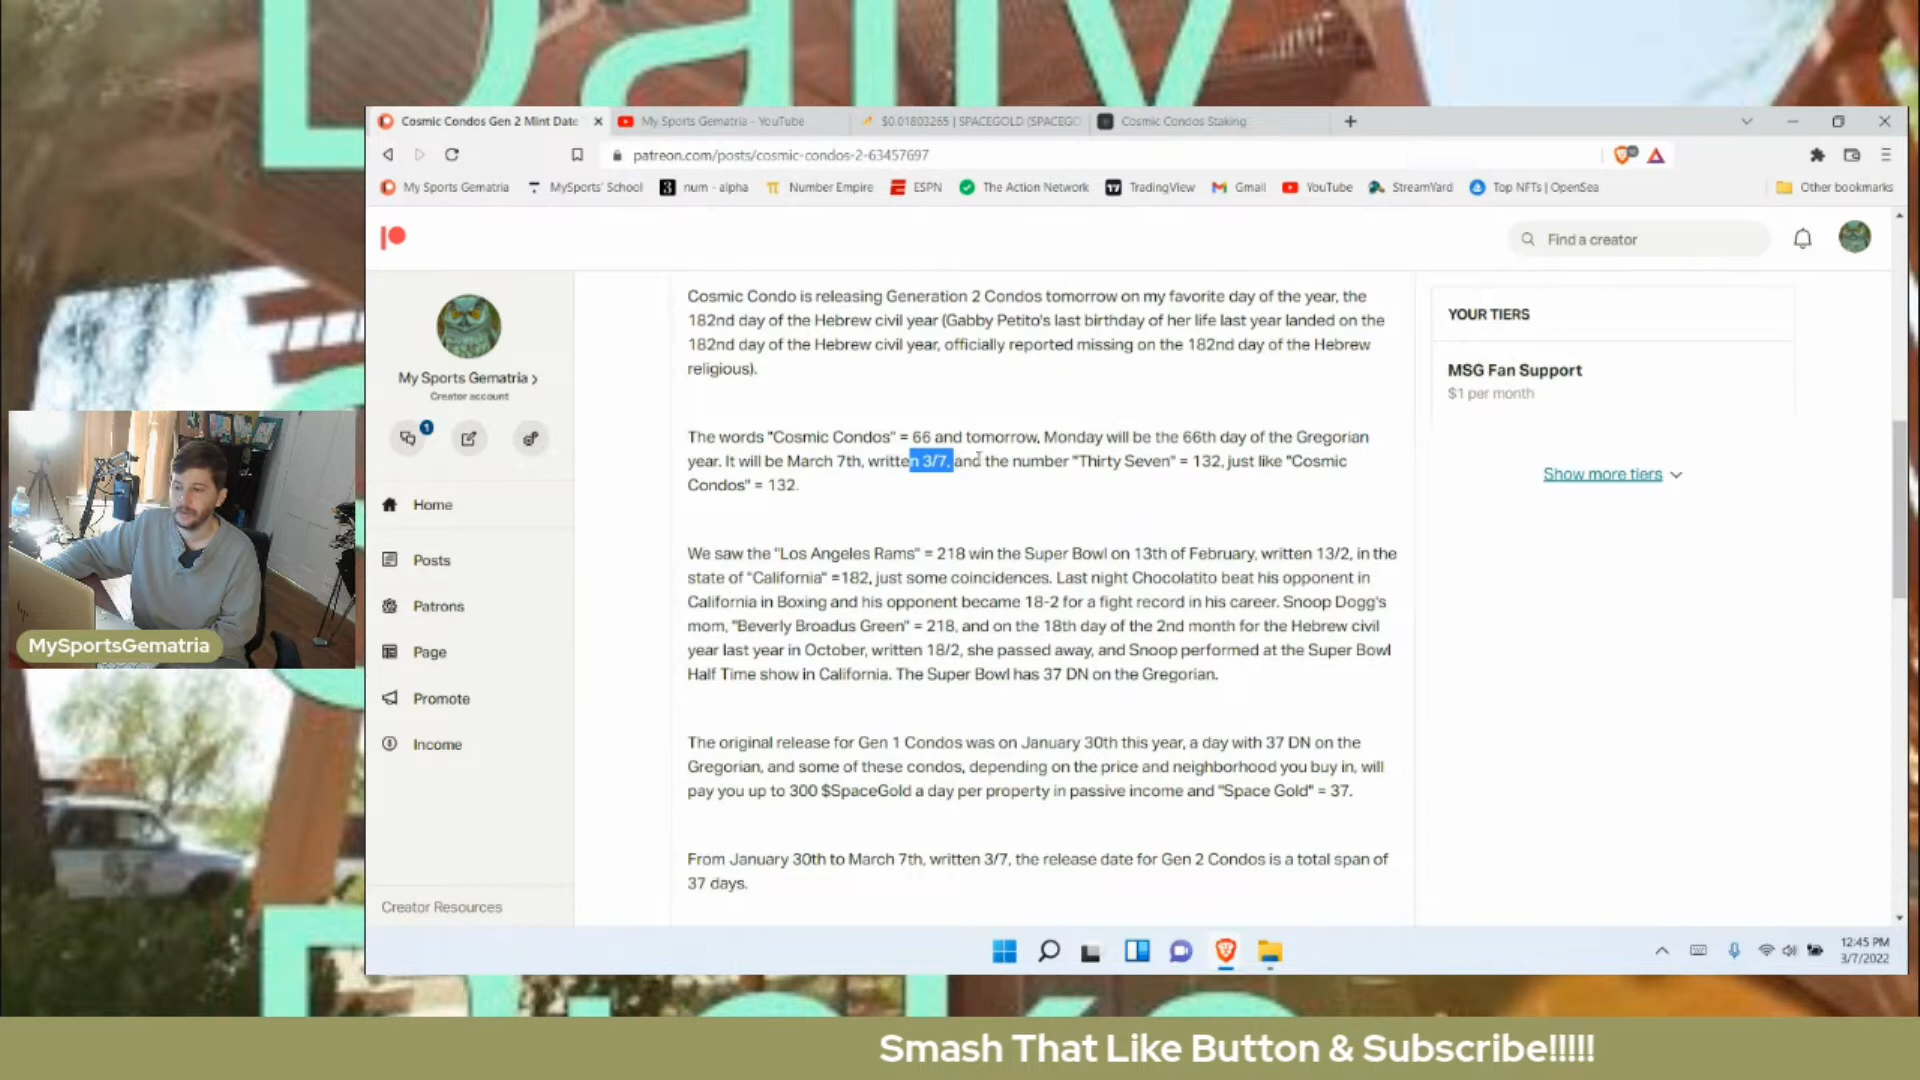 Daily
Cosmic Condos Gen 2 Mint Date
My Sports Gematria - YouTube
$0.01803265 | SPACEGOLD (SPACEGO
Cosmic Condos Staking
patreon.com/posts/cosmic-condos-2-63457697
My Sports Gematria
MySports' School
3 num - alpha
Number Empire
ESPN
The Action Network
17 TradingView
Gmail
YouTube
StreamYard
Top NFTs | OpenSea
Other bookmarks
Find a creator
My Sports Gematria
Creator account
1
Home
Posts
Patrons
Page
Promote
Income
Creator Resources
Cosmic Condo is releasing Generation 2 Condos tomorrow on my favorite day of the year, the
182nd day of the Hebrew civil year (Gabby Petito's last birthday of her life last year landed on the
182nd day of the Hebrew civil year, officially reported missing on the 182nd day of the Hebrew
religious).
The words "Cosmic Condos" = 66 and tomorrow, Monday will be the 66th day of the Gregorian
year. It will be March 7th, written 3/7, and the number "Thirty Seven" = 132, just like "Cosmic
Condos" = 132.
We saw the "Los Angeles Rams" = 218 win the Super Bowl on 13th of February, written 13/2, in the
state of "California" =182, just some coincidences. Last night Chocolatito beat his opponent in
California in Boxing and his opponent became 18-2 for a fight record in his career. Snoop Dogg's
mom, "Beverly Broadus Green" = 218, and on the 18th day of the 2nd month for the Hebrew civil
year last year in October, written 18/2, she passed away, and Snoop performed at the Super Bowl
Half Time show in California. The Super Bowl has 37 DN on the Gregorian.
The original release for Gen 1 Condos was on January 30th this year, a day with 37 DN on the
Gregorian, and some of these condos, depending on the price and neighborhood you buy in, will
pay you up to 300 $SpaceGold a day per property in passive income and "Space Gold" = 37.
From January 30th to March 7th, written 3/7, the release date for Gen 2 Condos is a total span of
37 days.
YOUR TIERS
MSG Fan Support
$1 per month
Show more tiers
MySportsGematria
12:45 PM
3/7/2022
Smash That Like Button & Subscribe!!!!!